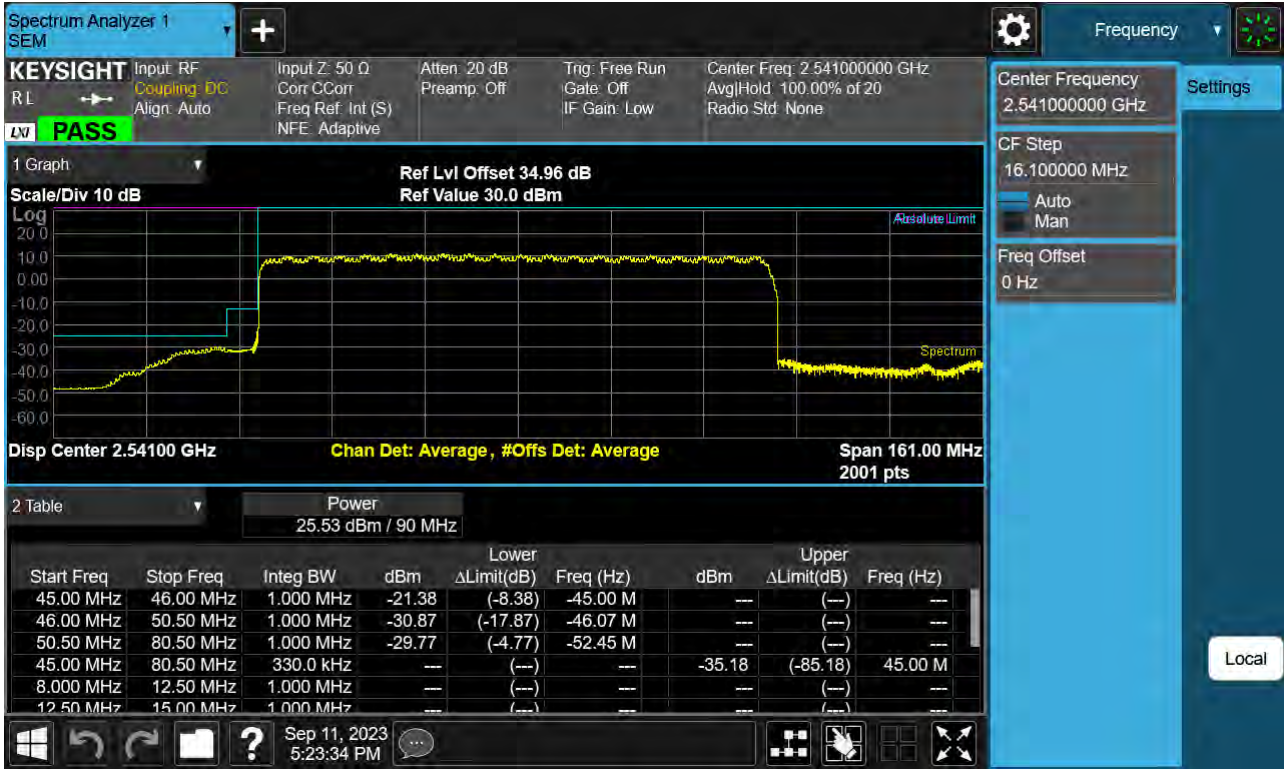 Spectrum Analyzer 1
SEM
Frequency
KEYSIGHT
R L
LXI
PASS
Input: RF
Coupling: DC
Align: Auto
Input Z: 50 Ω
Corr CCorr
Freq Ref: Int (S)
NFE: Adaptive
Atten: 20 dB
Preamp: Off
Trig: Free Run
Gate: Off
IF Gain: Low
Center Freq: 2.541000000 GHz
Avg|Hold: 100.00% of 20
Radio Std: None
Center Frequency
2.541000000 GHz
Settings
CF Step
16.100000 MHz
Auto
Man
Freq Offset
0 Hz
Local
1 Graph
Scale/Div 10 dB
Ref Lvl Offset 34.96 dB
Ref Value 30.0 dBm
Log
20.0
10.0
0.00
-10.0
-20.0
-30.0
-40.0
-50.0
-60.0
Absolute Limit
Spectrum
Disp Center 2.54100 GHz
Chan Det: Average , #Offs Det: Average
Span 161.00 MHz
2001 pts
2 Table
Power
25.53 dBm / 90 MHz
Lower Upper
Start Freq Stop Freq Integ BW dBm ΔLimit(dB) Freq (Hz) dBm ΔLimit(dB) Freq (Hz)
45.00 MHz 46.00 MHz 1.000 MHz -21.38 (-8.38) -45.00 M --- (---) ---
46.00 MHz 50.50 MHz 1.000 MHz -30.87 (-17.87) -46.07 M --- (---) ---
50.50 MHz 80.50 MHz 1.000 MHz -29.77 (-4.77) -52.45 M --- (---) ---
45.00 MHz 80.50 MHz 330.0 kHz --- (---) --- -35.18 (-85.18) 45.00 M
8.000 MHz 12.50 MHz 1.000 MHz --- (---) --- --- (---) ---
12.50 MHz 15.00 MHz 1.000 MHz --- (---) --- --- (---) ---
Sep 11, 2023
5:23:34 PM